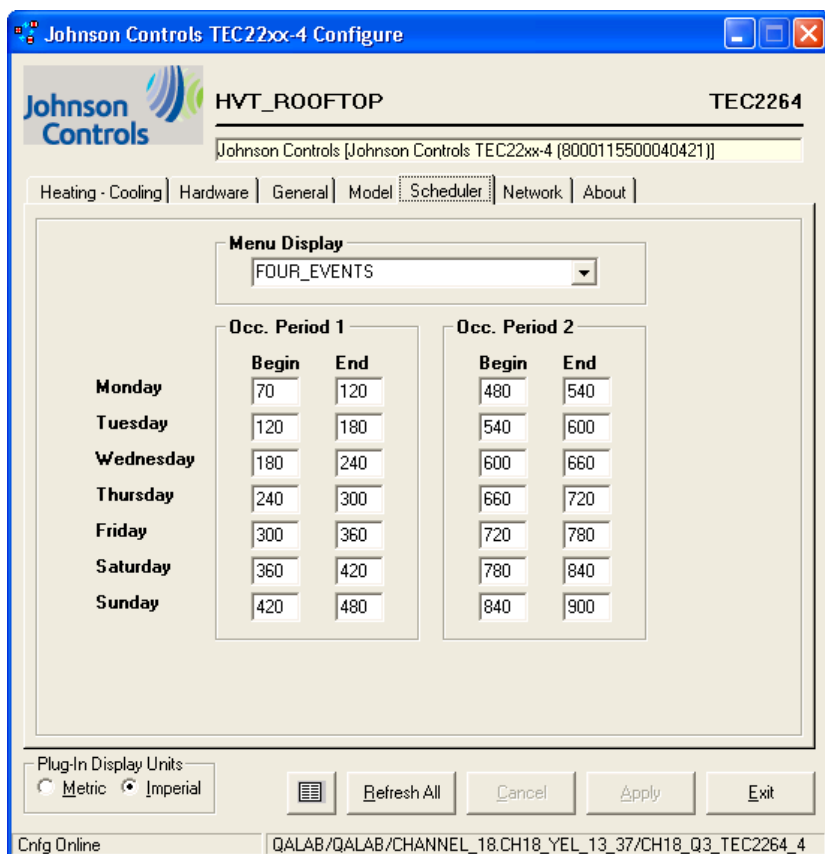 Johnson Controls TEC22xx-4 Configure
Johnson
Controls
HVT_ROOFTOP TEC2264
Johnson Controls [Johnson Controls TEC22xx-4 (8000115500040421)]
Heating - Cooling Hardware General Model Scheduler Network About
Menu Display
FOUR_EVENTS
Occ. Period 1 Occ. Period 2
Begin End Begin End
Monday 70 120 480 540
Tuesday 120 180 540 600
Wednesday 180 240 600 660
Thursday 240 300 660 720
Friday 300 360 720 780
Saturday 360 420 780 840
Sunday 420 480 840 900
Plug-In Display Units
Metric Imperial
Refresh All Cancel Apply Exit
Cnfg Online QALAB/QALAB/CHANNEL_18.CH18_YEL_13_37/CH18_Q3_TEC2264_4